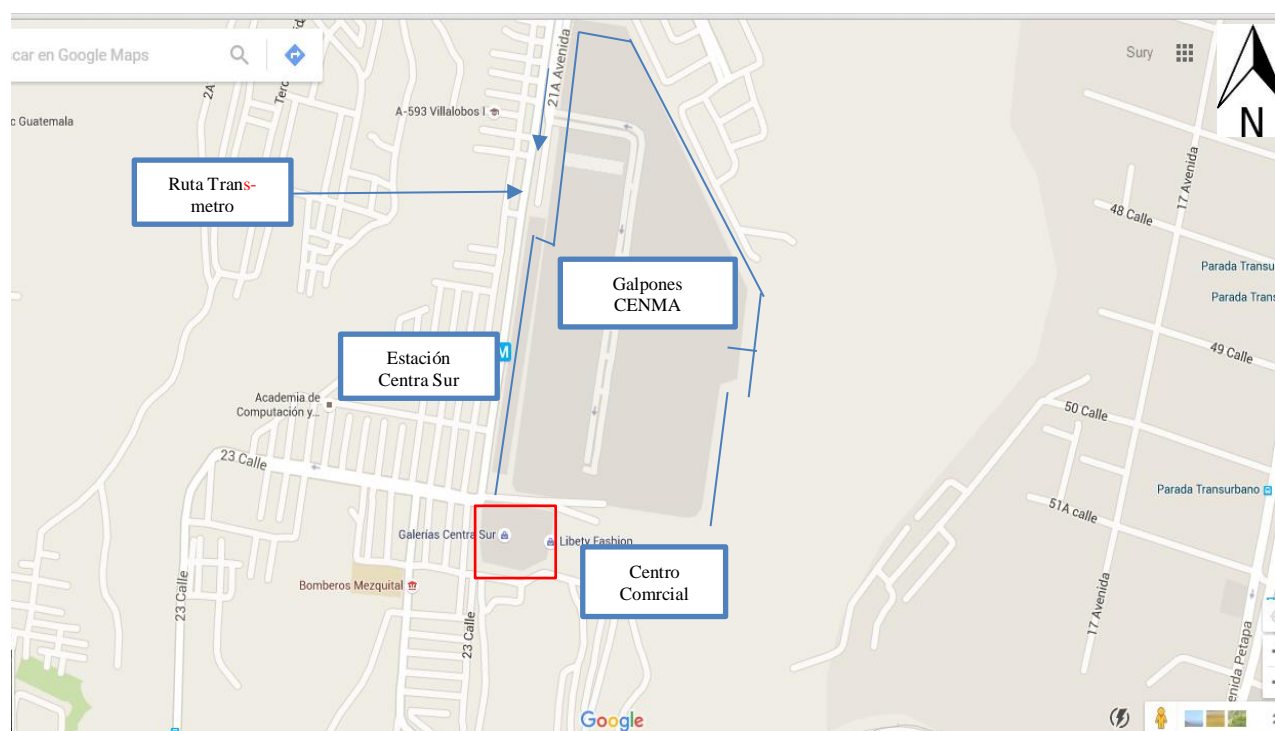 car en Google Maps
Sury
N
c Guatemala
2A
21A Avenida
A-593 Villalobos I
Ruta Trans-
metro
17 Avenida
48 Calle
Parada Transu
Parada Trans
Galpones
CENMA
49 Calle
Estación
Centra Sur
M
Academia de
Computación y...
50 Calle
23 Calle
Parada Transurbano
51A calle
Galerías Centra Sur
Libety Fashion
Centro
Comrcial
Bomberos Mezquital
23 Calle
23 Calle
17 Avenida
enida Petapa
Google